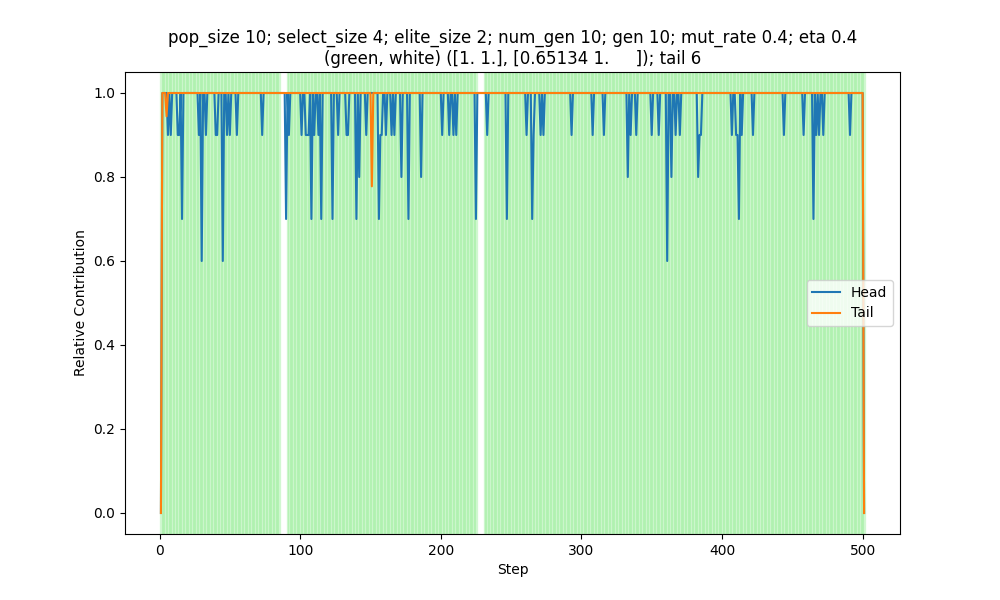 pop_size 10; select_size 4; elite_size 2; num_gen 10; gen 10; mut_rate 0.4; eta 0.4
(green, white) ([1. 1.], [0.65134 1.     ]); tail 6
1.0
0.8
0.6
0.4
0.2
0.0
Relative Contribution
Head
Tail
0
100
200
300
400
500
Step